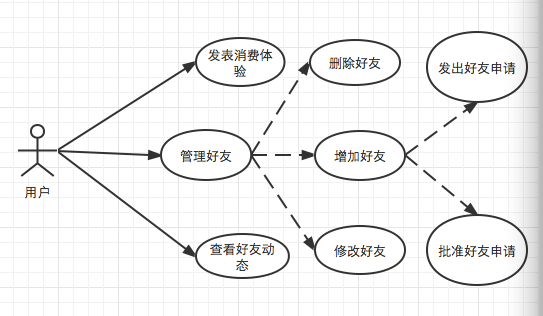 发表消费体
验
删除好友
发出好友申请
管理好友
增加好友
用户
查看好友动
态
修改好友
批准好友申请